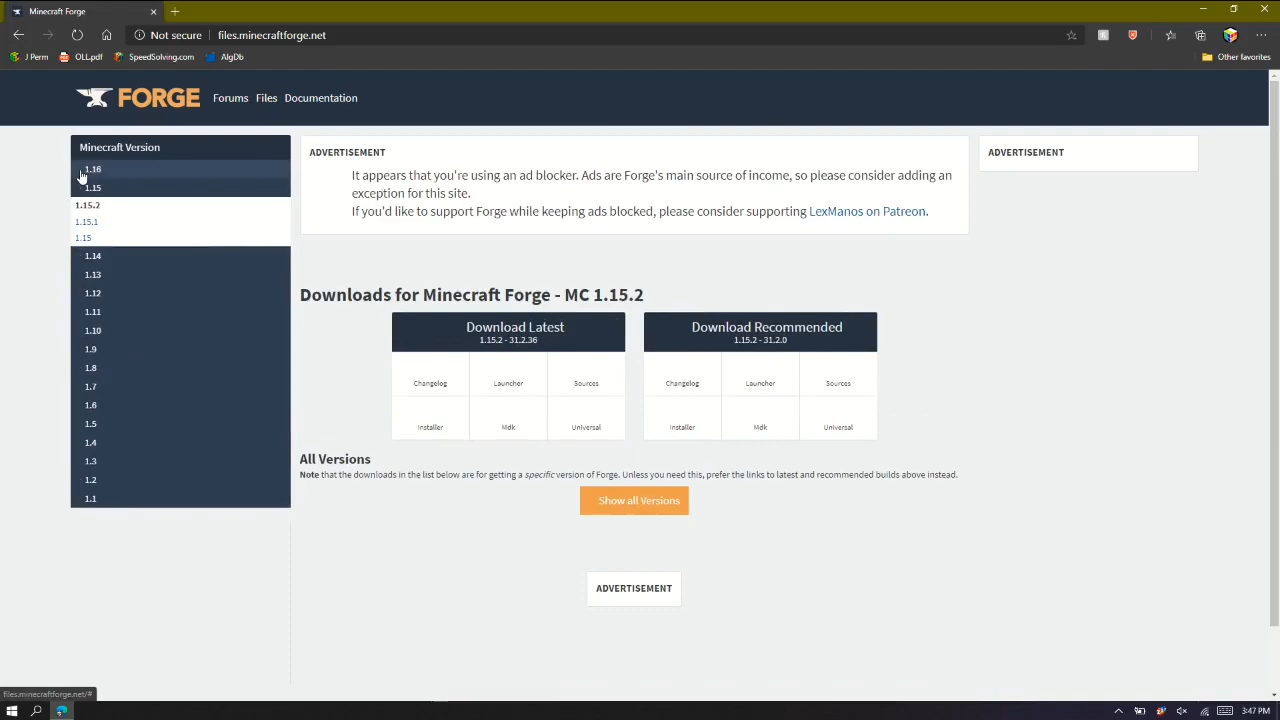 Minecraft Forge
Not secure files.minecraftforge.net
J Perm OLL.pdf SpeedSolving.com AlgDb Other favorites
FORGE Forums Files Documentation
Minecraft Version
1.16
1.15
1.15.2
1.15.1
1.15
1.14
1.13
1.12
1.11
1.10
1.9
1.8
1.7
1.6
1.5
1.4
1.3
1.2
1.1
ADVERTISEMENT
It appears that you're using an ad blocker. Ads are Forge's main source of income, so please consider adding an
exception for this site.
If you'd like to support Forge while keeping ads blocked, please consider supporting LexManos on Patreon.
ADVERTISEMENT
Downloads for Minecraft Forge - MC 1.15.2
Download Latest
1.15.2 - 31.2.36
Changelog Launcher Sources
Installer Mdk Universal
Download Recommended
1.15.2 - 31.2.0
Changelog Launcher Sources
Installer Mdk Universal
All Versions
Note that the downloads in the list below are for getting a specific version of Forge. Unless you need this, prefer the links to latest and recommended builds above instead.
Show all Versions
ADVERTISEMENT
files.minecraftforge.net/#
3:47 PM